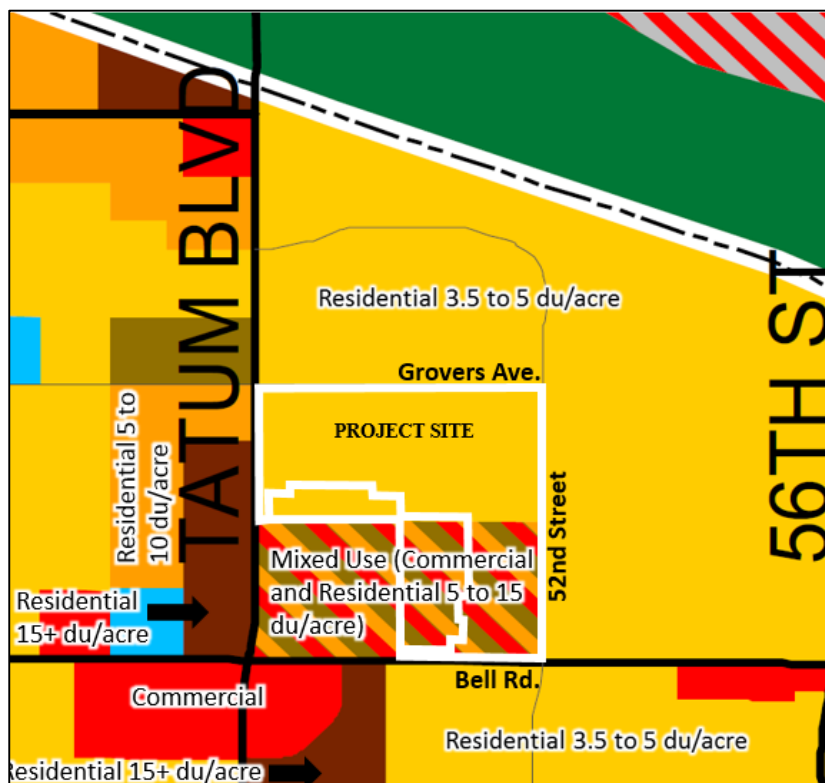 TATUM BLVD
Residential 3.5 to 5 du/acre
56TH ST
Grovers Ave.
PROJECT SITE
Residential 5 to
10 du/acre
52nd Street
Mixed Use (Commercial
and Residential 5 to 15
du/acre)
Residential
15+ du/acre
Bell Rd.
Commercial
Residential 3.5 to 5 du/acre
Residential 15+ du/acre